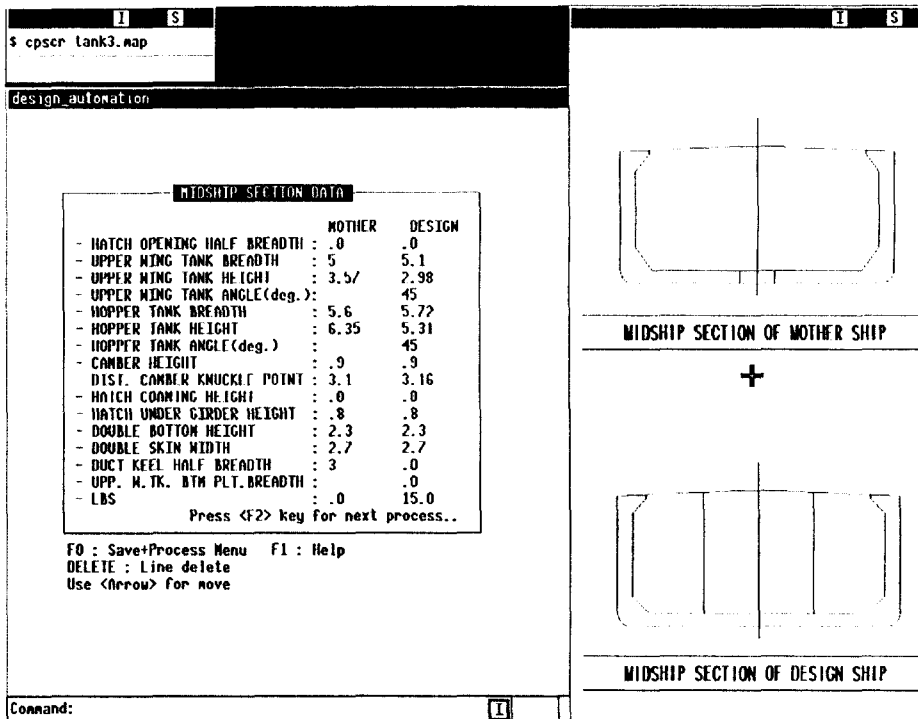 I S
$ cpscr tank3.map
design_automation
MIDSHIP SECTION DATA
MOTHER DESIGN
- HATCH OPENING HALF BREADTH : .0 .0
- UPPER WING TANK BREADTH : 5 5.1
- UPPER WING TANK HEIGHT : 3.57 2.98
- UPPER WING TANK ANGLE(deg.): 45
- HOPPER TANK BREADTH : 5.6 5.72
- HOPPER TANK HEIGHT : 6.35 5.31
- HOPPER TANK ANGLE(deg.) : 45
- CAMBER HEIGHT : .9 .9
DIST. CAMBER KNUCKLE POINT : 3.1 3.16
- HATCH COAMING HEIGHT : .0 .0
- HATCH UNDER GIRDER HEIGHT : .8 .8
- DOUBLE BOTTOM HEIGHT : 2.3 2.3
- DOUBLE SKIN WIDTH : 2.7 2.7
- DUCT KEEL HALF BREADTH : 3 .0
- UPP. W.TK. BTM PLT.BREADTH : .0
- LBS : .0 15.0
Press <F2> key for next process..
F0 : Save+Process Menu F1 : Help
DELETE : Line delete
Use <Arrow> for move
Command: I
I S
MIDSHIP SECTION OF MOTHER SHIP
MIDSHIP SECTION OF DESIGN SHIP